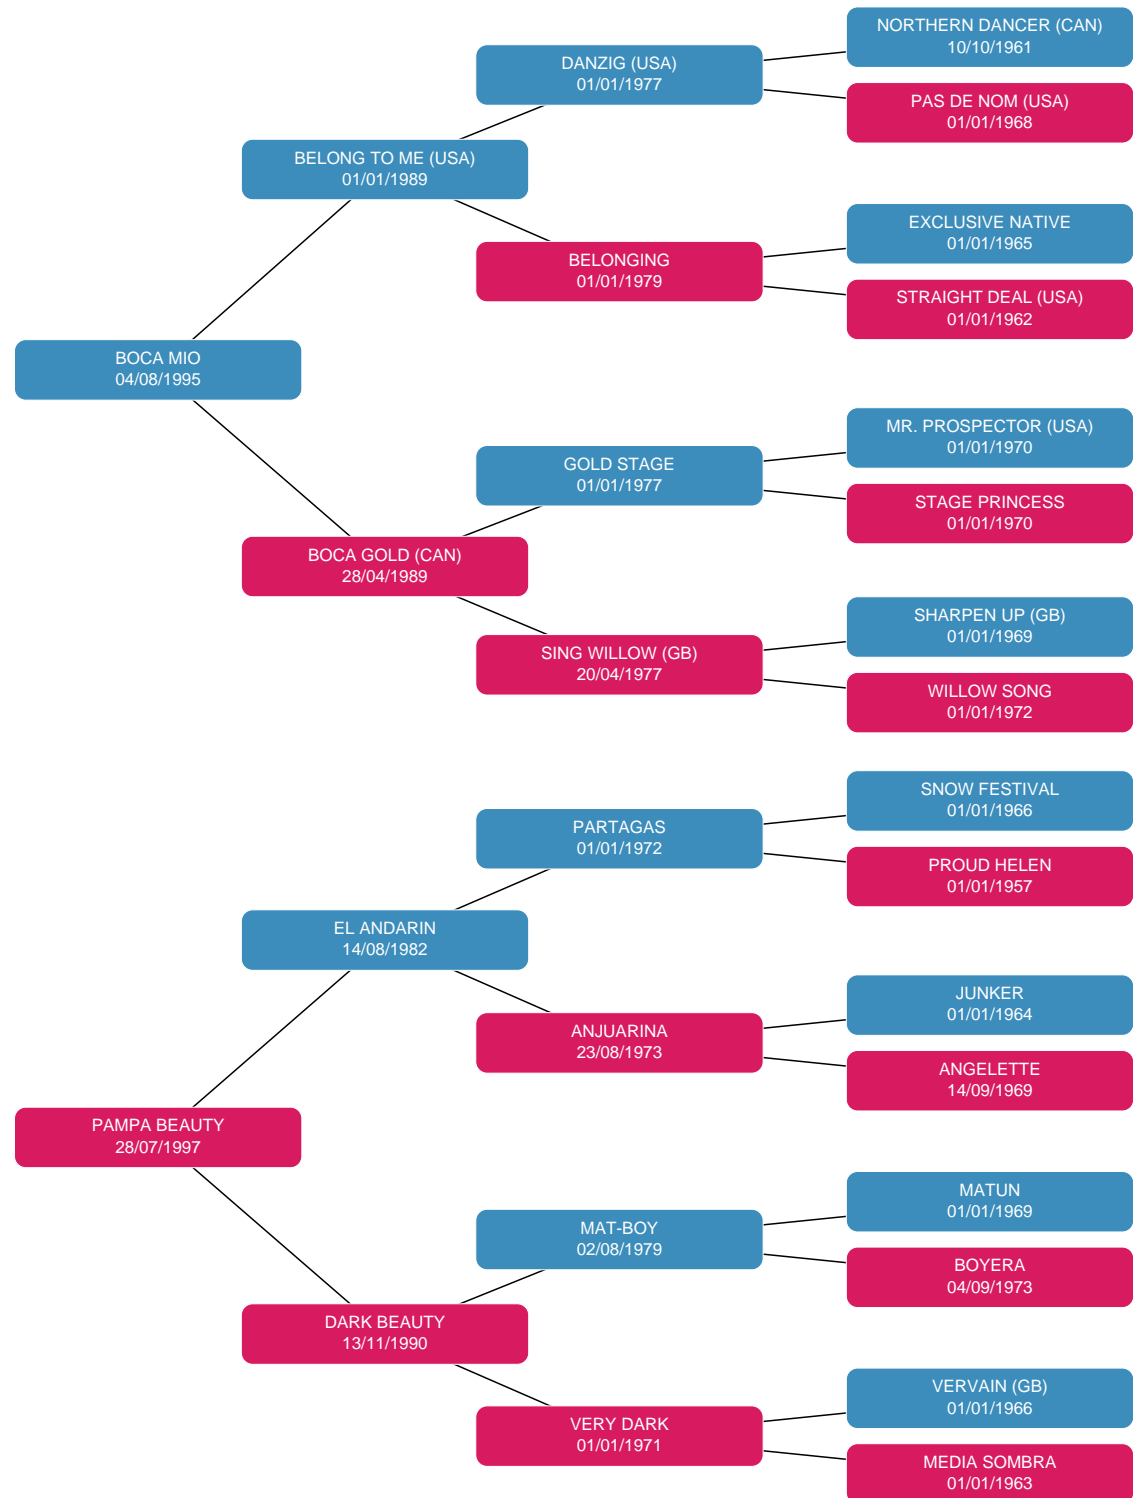 NORTHERN DANCER (CAN)
10/10/1961
DANZIG (USA)
01/01/1977
PAS DE NOM (USA)
01/01/1968
BELONG TO ME (USA)
01/01/1989
EXCLUSIVE NATIVE
01/01/1965
BELONGING
01/01/1979
STRAIGHT DEAL (USA)
01/01/1962
BOCA MIO
04/08/1995
MR. PROSPECTOR (USA)
01/01/1970
GOLD STAGE
01/01/1977
STAGE PRINCESS
01/01/1970
BOCA GOLD (CAN)
28/04/1989
SHARPEN UP (GB)
01/01/1969
SING WILLOW (GB)
20/04/1977
WILLOW SONG
01/01/1972
SNOW FESTIVAL
01/01/1966
PARTAGAS
01/01/1972
PROUD HELEN
01/01/1957
EL ANDARIN
14/08/1982
JUNKER
01/01/1964
ANJUARINA
23/08/1973
ANGELETTE
14/09/1969
PAMPA BEAUTY
28/07/1997
MATUN
01/01/1969
MAT-BOY
02/08/1979
BOYERA
04/09/1973
DARK BEAUTY
13/11/1990
VERVAIN (GB)
01/01/1966
VERY DARK
01/01/1971
MEDIA SOMBRA
01/01/1963